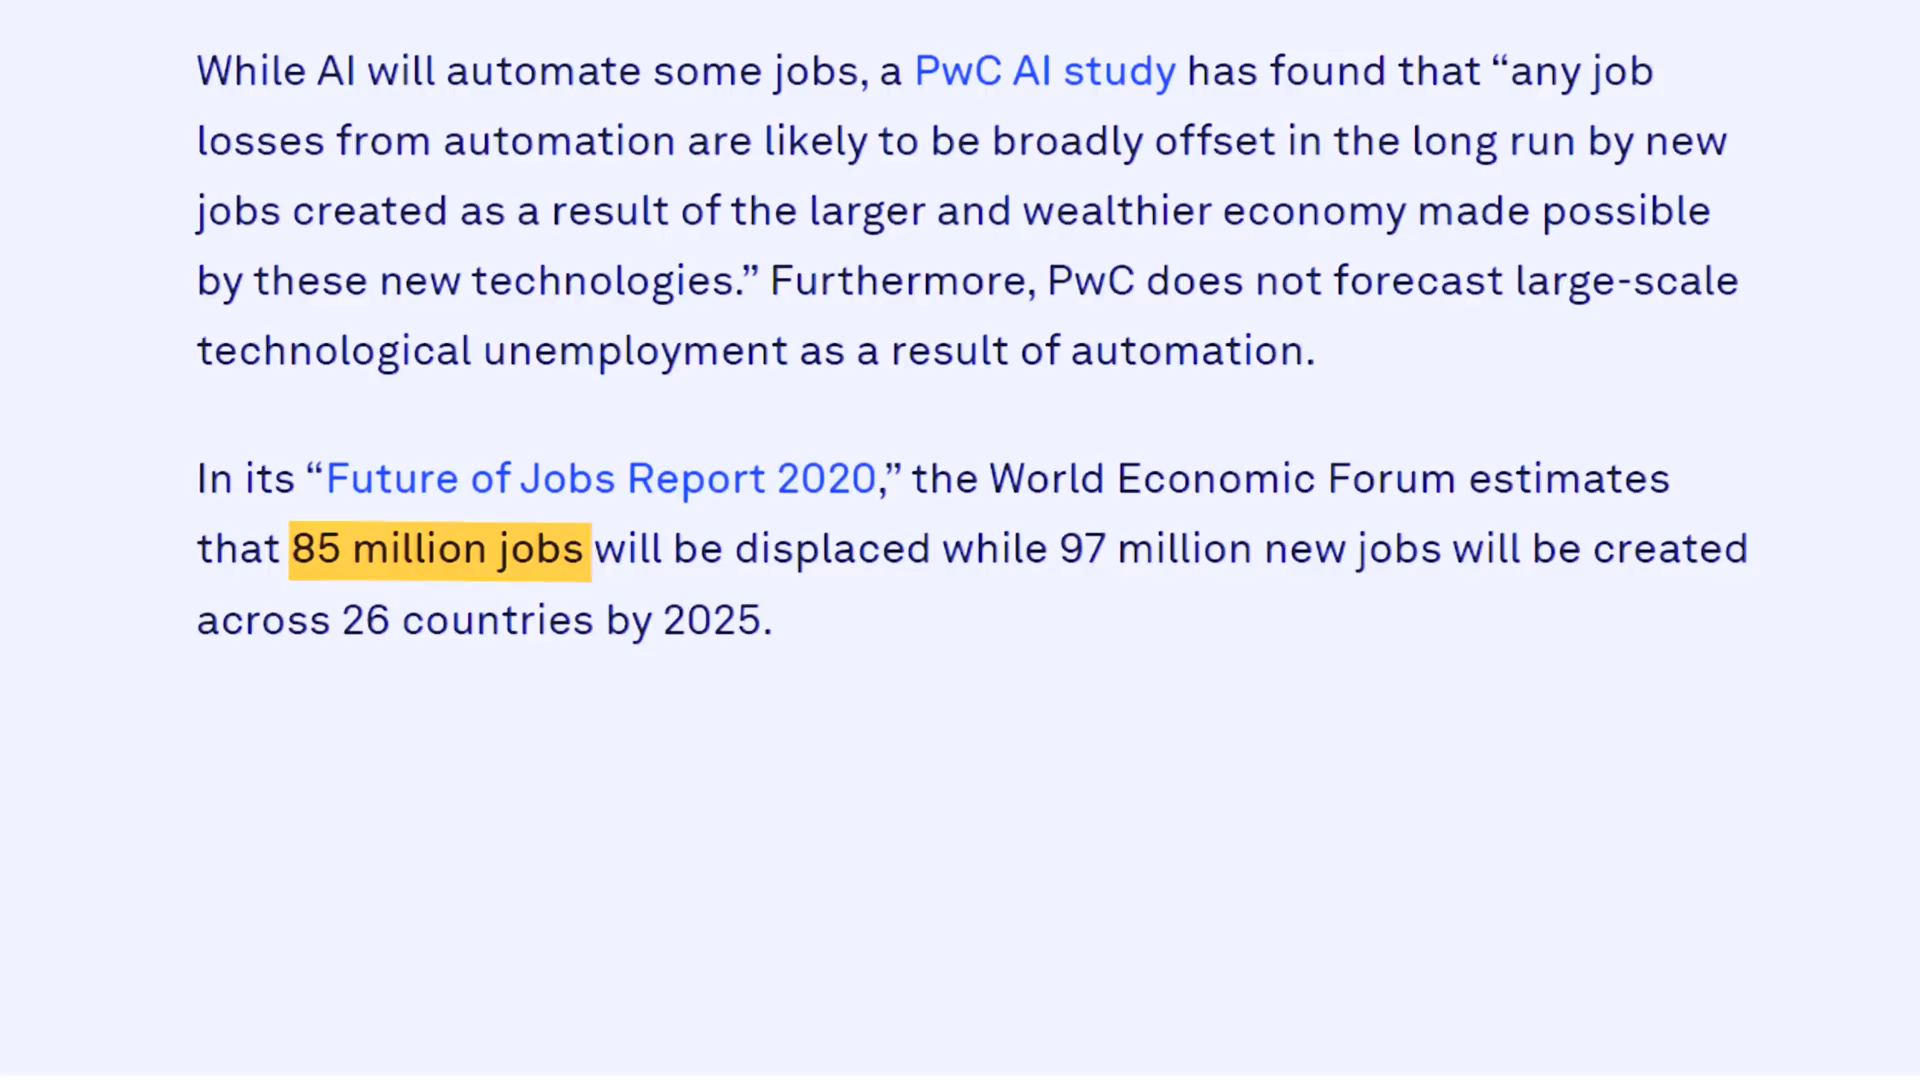 While AI will automate some jobs, a PwC AI study has found that “any job
losses from automation are likely to be broadly offset in the long run by new
jobs created as a result of the larger and wealthier economy made possible
by these new technologies.” Furthermore, PwC does not forecast large-scale
technological unemployment as a result of automation.
In its “Future of Jobs Report 2020,” the World Economic Forum estimates
that 85 million jobs will be displaced while 97 million new jobs will be created
across 26 countries by 2025.